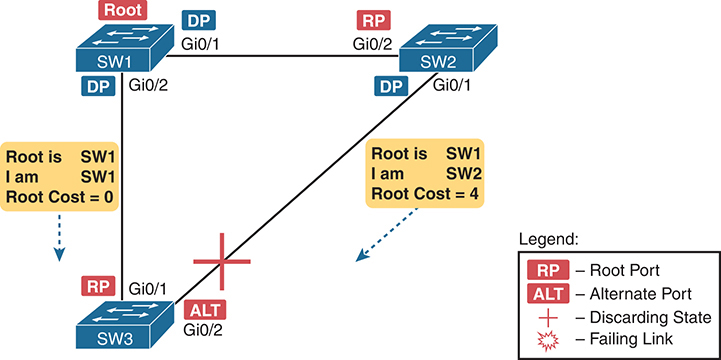 Root
DP
Gi0/1
RP
Gi0/2
SW1
SW2
DP
Gi0/2
DP
Gi0/1
Root is SW1
I am SW1
Root Cost = 0
Root is SW1
I am SW2
Root Cost = 4
RP
Gi0/1
ALT
Gi0/2
SW3
Legend:
RP – Root Port
ALT – Alternate Port
– Discarding State
– Failing Link